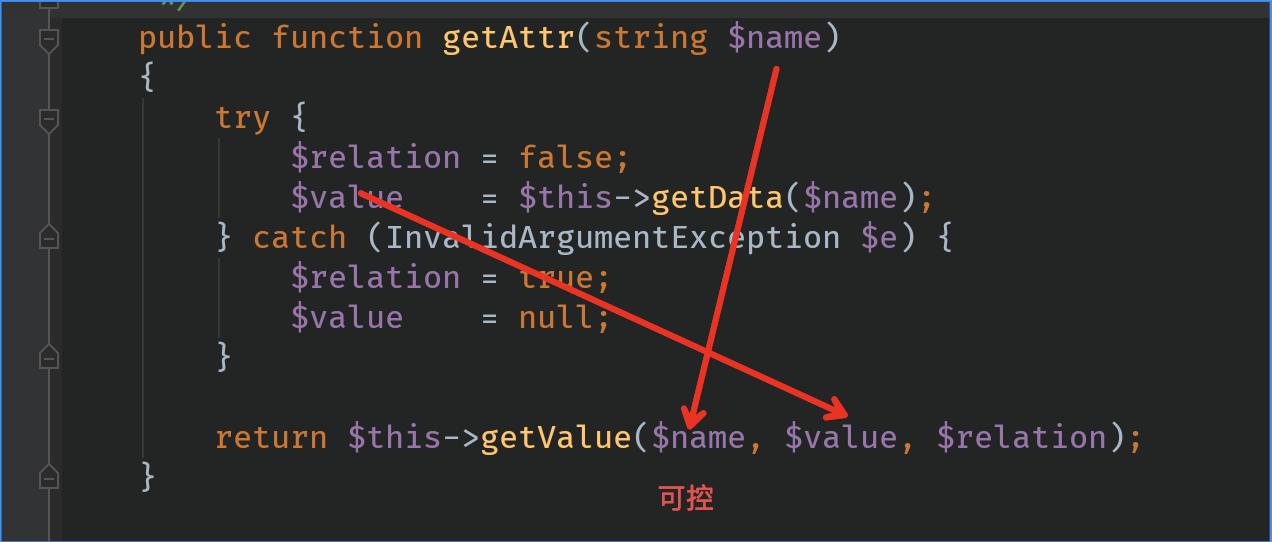 */
public function getAttr(string $name)
{
try {
$relation = false;
$value = $this->getData($name);
} catch (InvalidArgumentException $e) {
$relation = true;
$value = null;
}
return $this->getValue($name, $value, $relation);
可控
}